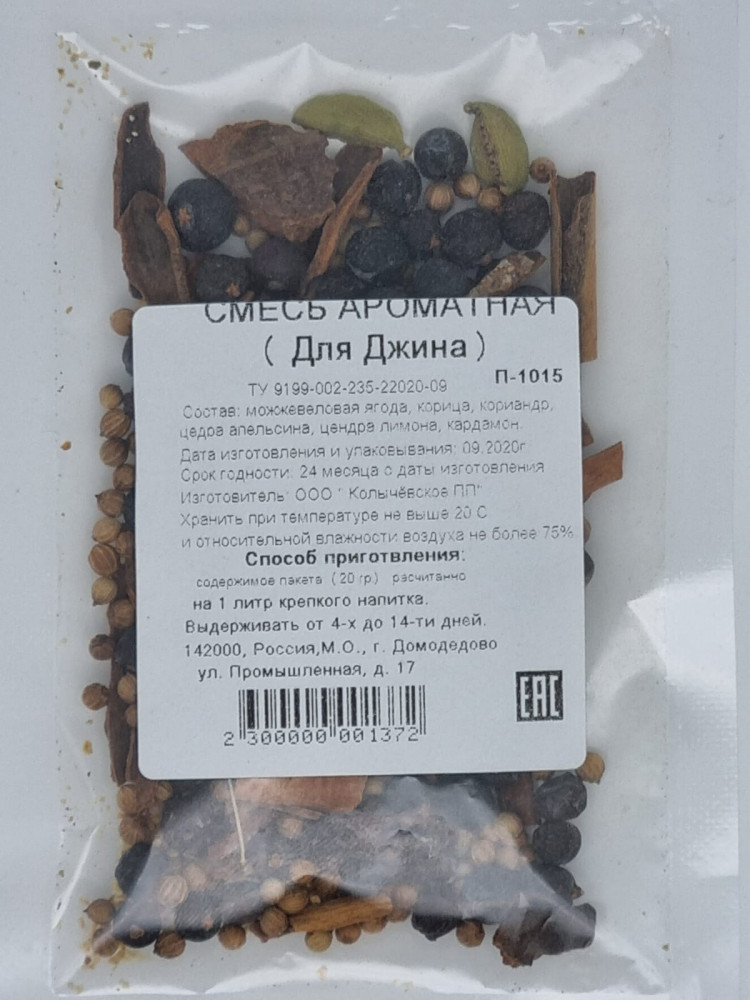 СМЕСЬ АРОМАТНАЯ
( Для Джина )
ТУ 9199-002-235-22020-09 П-1015
Состав: можжевеловая ягода, корица, кориандр,
цедра апельсина, цендра лимона, кардамон.
Дата изготовления и упаковывания: 09.2020г
Срок годности: 24 месяца с даты изготовления
Изготовитель: ООО " Колычёвское ПП"
Хранить при температуре не выше 20 С
и относительной влажности воздуха не более 75%
Способ приготвления:
содержимое пакета ( 20 гр.) расчитанно
на 1 литр крепкого напитка.
Выдерживать от 4-х до 14-ти дней.
142000, Россия,М.О., г. Домодедово
ул. Промышленная, д. 17
EAC
2 300000 001372